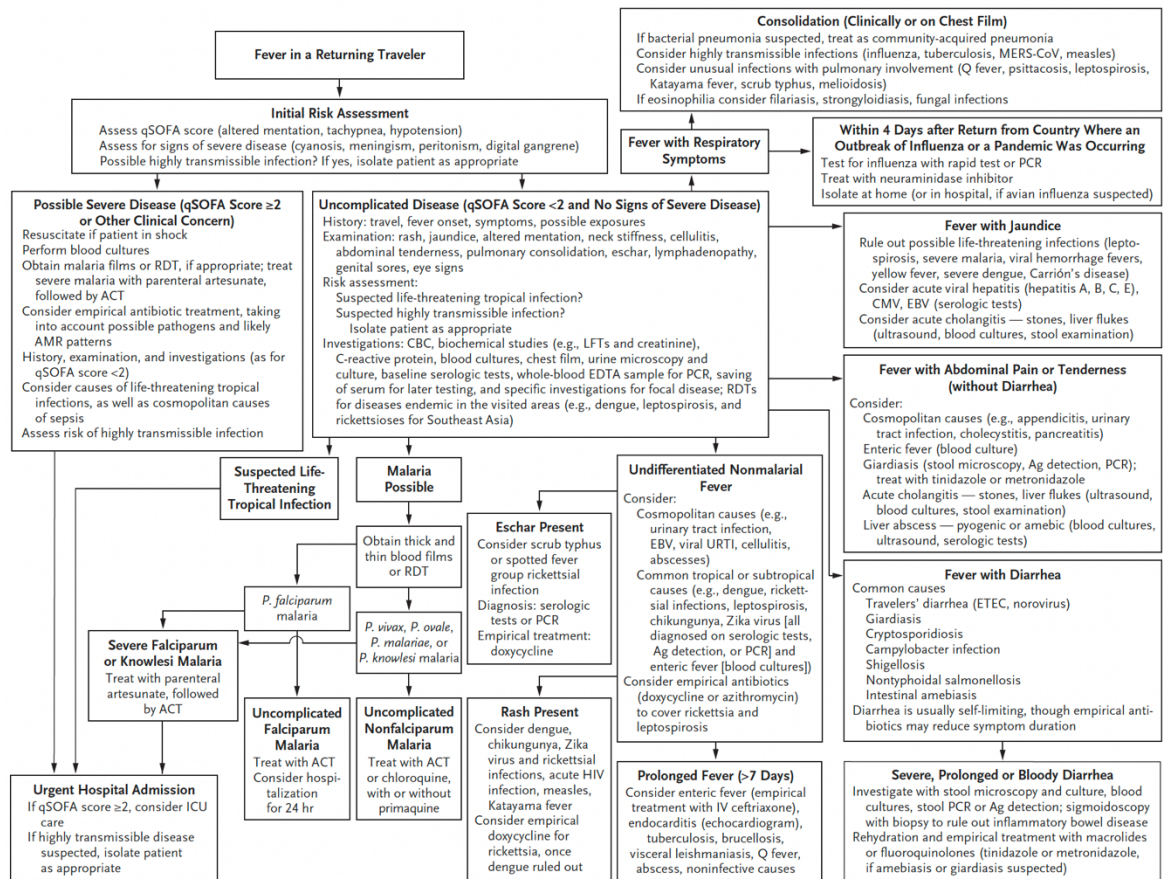 Fever in a Returning Traveler
Initial Risk Assessment
Assess qSOFA score (altered mentation, tachypnea, hypotension)
Assess for signs of severe disease (cyanosis, meningism, peritonism, digital gangrene)
Possible highly transmissible infection? If yes, isolate patient as appropriate
Consolidation (Clinically or on Chest Film)
If bacterial pneumonia suspected, treat as community-acquired pneumonia
Consider highly transmissible infections (influenza, tuberculosis, MERS-CoV, measles)
Consider unusual infections with pulmonary involvement (Q fever, psittacosis, leptospirosis,
Katayama fever, scrub typhus, melioidosis)
If eosinophilia consider filariasis, strongyloidiasis, fungal infections
Fever with Respiratory
Symptoms
Within 4 Days after Return from Country Where an
Outbreak of Influenza or a Pandemic Was Occurring
Test for influenza with rapid test or PCR
Treat with neuraminidase inhibitor
Isolate at home (or in hospital, if avian influenza suspected)
Possible Severe Disease (qSOFA Score ≥2
or Other Clinical Concern)
Resuscitate if patient in shock
Perform blood cultures
Obtain malaria films or RDT, if appropriate; treat
severe malaria with parenteral artesunate,
followed by ACT
Consider empirical antibiotic treatment, taking
into account possible pathogens and likely
AMR patterns
History, examination, and investigations (as for
qSOFA score <2)
Consider causes of life-threatening tropical
infections, as well as cosmopolitan causes
of sepsis
Assess risk of highly transmissible infection
Uncomplicated Disease (qSOFA Score <2 and No Signs of Severe Disease)
History: travel, fever onset, symptoms, possible exposures
Examination: rash, jaundice, altered mentation, neck stiffness, cellulitis,
abdominal tenderness, pulmonary consolidation, eschar, lymphadenopathy,
genital sores, eye signs
Risk assessment:
Suspected life-threatening tropical infection?
Suspected highly transmissible infection?
Isolate patient as appropriate
Investigations: CBC, biochemical studies (e.g., LFTs and creatinine),
C-reactive protein, blood cultures, chest film, urine microscopy and
culture, baseline serologic tests, whole-blood EDTA sample for PCR, saving
of serum for later testing, and specific investigations for focal disease; RDTs
for diseases endemic in the visited areas (e.g., dengue, leptospirosis, and
rickettsioses for Southeast Asia)
Fever with Jaundice
Rule out possible life-threatening infections (lepto-
spirosis, severe malaria, viral hemorrhage fevers,
yellow fever, severe dengue, Carrión's disease)
Consider acute viral hepatitis (hepatitis A, B, C, E),
CMV, EBV (serologic tests)
Consider acute cholangitis — stones, liver flukes
(ultrasound, blood cultures, stool examination)
Fever with Abdominal Pain or Tenderness
(without Diarrhea)
Consider:
Cosmopolitan causes (e.g., appendicitis, urinary
tract infection, cholecystitis, pancreatitis)
Enteric fever (blood culture)
Giardiasis (stool microscopy, Ag detection, PCR);
treat with tinidazole or metronidazole
Acute cholangitis — stones, liver flukes (ultrasound,
blood cultures, stool examination)
Liver abscess — pyogenic or amebic (blood cultures,
ultrasound, serologic tests)
Suspected Life-
Threatening
Tropical Infection
Malaria
Possible
Obtain thick and
thin blood films
or RDT
P. falciparum
malaria
P. vivax, P. ovale,
P. malariae, or
P. knowlesi malaria
Severe Falciparum
or Knowlesi Malaria
Treat with parenteral
artesunate, followed
by ACT
Uncomplicated
Falciparum
Malaria
Treat with ACT
Consider hospi-
talization
for 24 hr
Uncomplicated
Nonfalciparum
Malaria
Treat with ACT
or chloroquine,
with or without
primaquine
Urgent Hospital Admission
If qSOFA score ≥2, consider ICU
care
If highly transmissible disease
suspected, isolate patient
as appropriate
Eschar Present
Consider scrub typhus
or spotted fever
group rickettsial
infection
Diagnosis: serologic
tests or PCR
Empirical treatment:
doxycycline
Rash Present
Consider dengue,
chikungunya, Zika
virus and rickettsial
infections, acute HIV
infection, measles,
Katayama fever
Consider empirical
doxycycline for
rickettsia, once
dengue ruled out
Undifferentiated Nonmalarial
Fever
Consider:
Cosmopolitan causes (e.g.,
urinary tract infection,
EBV, viral URTI, cellulitis,
abscesses)
Common tropical or subtropical
causes (e.g., dengue, rickett-
sial infections, leptospirosis,
chikungunya, Zika virus [all
diagnosed on serologic tests,
Ag detection, or PCR] and
enteric fever [blood cultures])
Consider empirical antibiotics
(doxycycline or azithromycin)
to cover rickettsia and
leptospirosis
Prolonged Fever (>7 Days)
Consider enteric fever (empirical
treatment with IV ceftriaxone),
endocarditis (echocardiogram),
tuberculosis, brucellosis,
visceral leishmaniasis, Q fever,
abscess, noninfective causes
Fever with Diarrhea
Common causes
Travelers' diarrhea (ETEC, norovirus)
Giardiasis
Cryptosporidiosis
Campylobacter infection
Shigellosis
Nontyphoidal salmonellosis
Intestinal amebiasis
Diarrhea is usually self-limiting, though empirical anti-
biotics may reduce symptom duration
Severe, Prolonged or Bloody Diarrhea
Investigate with stool microscopy and culture, blood
cultures, stool PCR or Ag detection; sigmoidoscopy
with biopsy to rule out inflammatory bowel disease
Rehydration and empirical treatment with macrolides
or fluoroquinolones (tinidazole or metronidazole,
if amebiasis or giardiasis suspected)